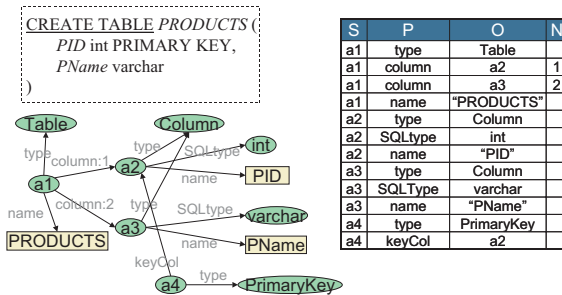 CREATE TABLE PRODUCTS (
PID int PRIMARY KEY,
PName varchar
)
S P O N
a1 type Table
a1 column a2 1
a1 column a3 2
a1 name "PRODUCTS"
a2 type Column
a2 SQLtype int
a2 name "PID"
a3 type Column
a3 SQLType varchar
a3 name "PName"
a4 type PrimaryKey
a4 keyCol a2
Table Column
type type SQLtype int
column:1 a2
a1 name PID
name column:2 type SQLType varchar
a3
PRODUCTS name PName
keyCol
a4 type PrimaryKey